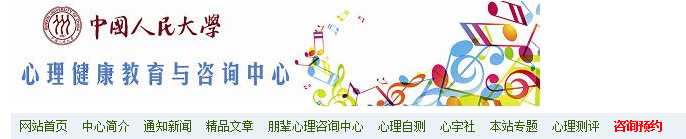 中国人民大学
心理健康教育与咨询中心
网站首页 中心简介 通知新闻 精品文章 朋辈心理咨询中心 心理自测 心宇社 本站专题 心理测评 咨询预约